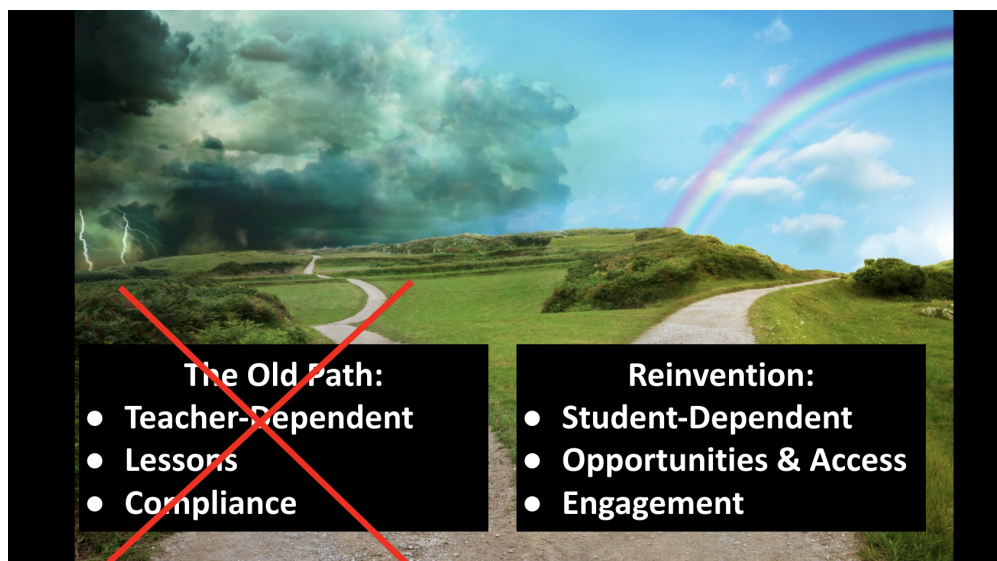 The Old Path:
● Teacher-Dependent
● Lessons
● Compliance
Reinvention:
● Student-Dependent
● Opportunities & Access
● Engagement